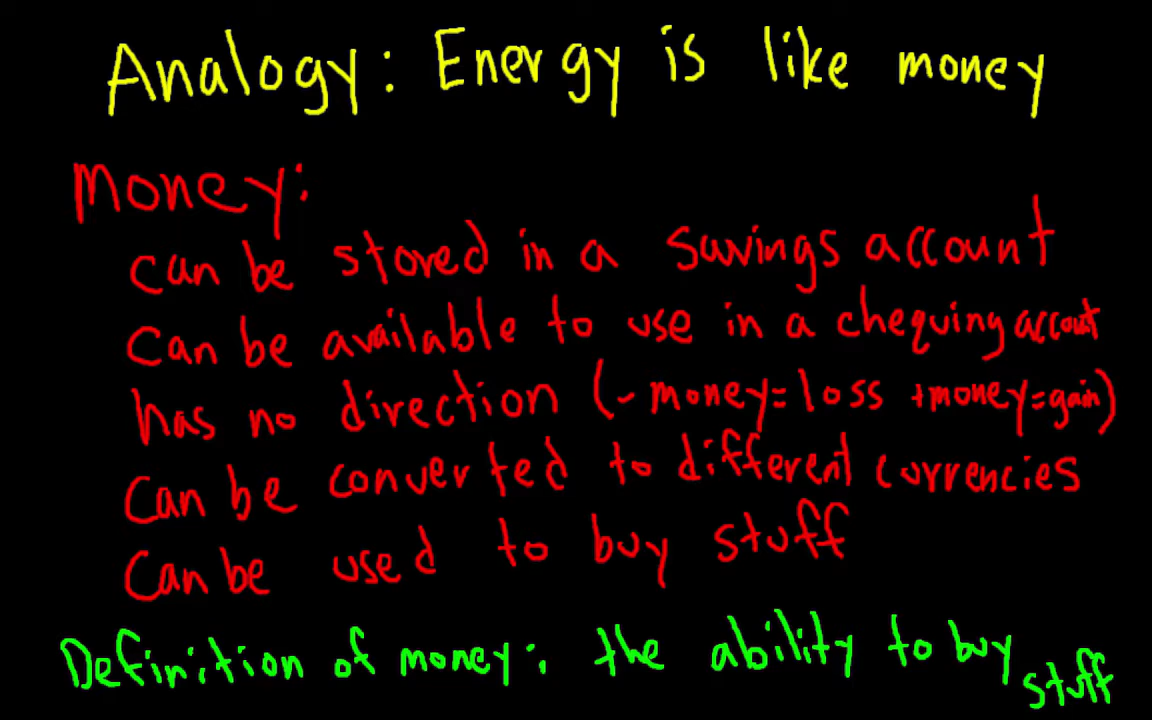 Analogy: Energy is like money
Money:
can be stored in a savings account
can be available to use in a chequing account
has no direction (- money = loss + money = gain)
Can be converted to different currencies
Can be used to buy stuff
Definition of money: the ability to buy stuff